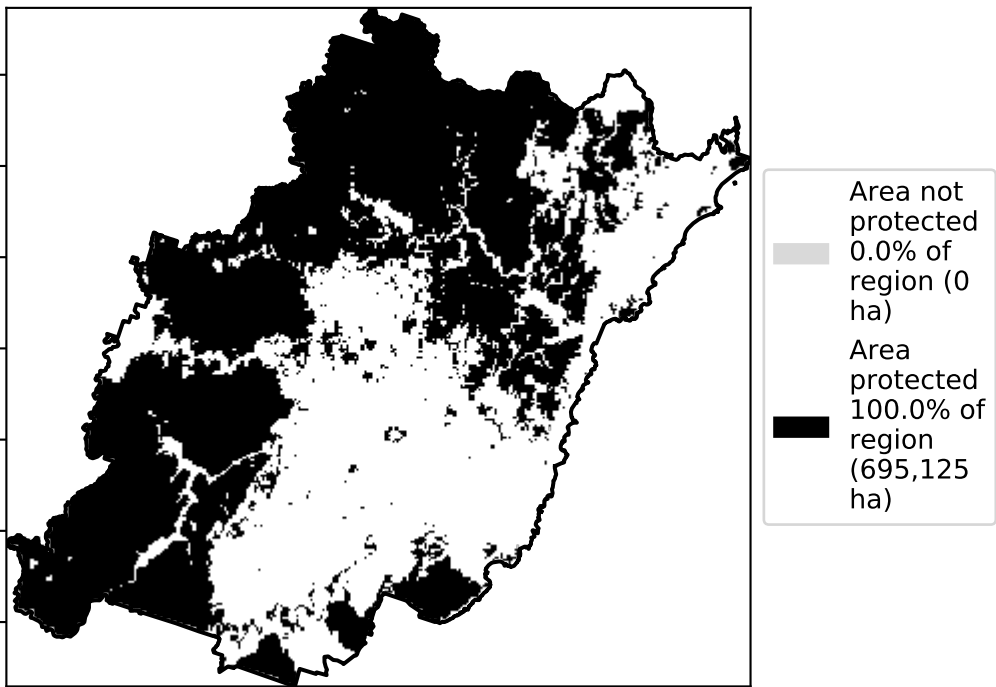 Area not
protected
0.0% of
region (0
ha)
Area
protected
100.0% of
region
(695,125
ha)